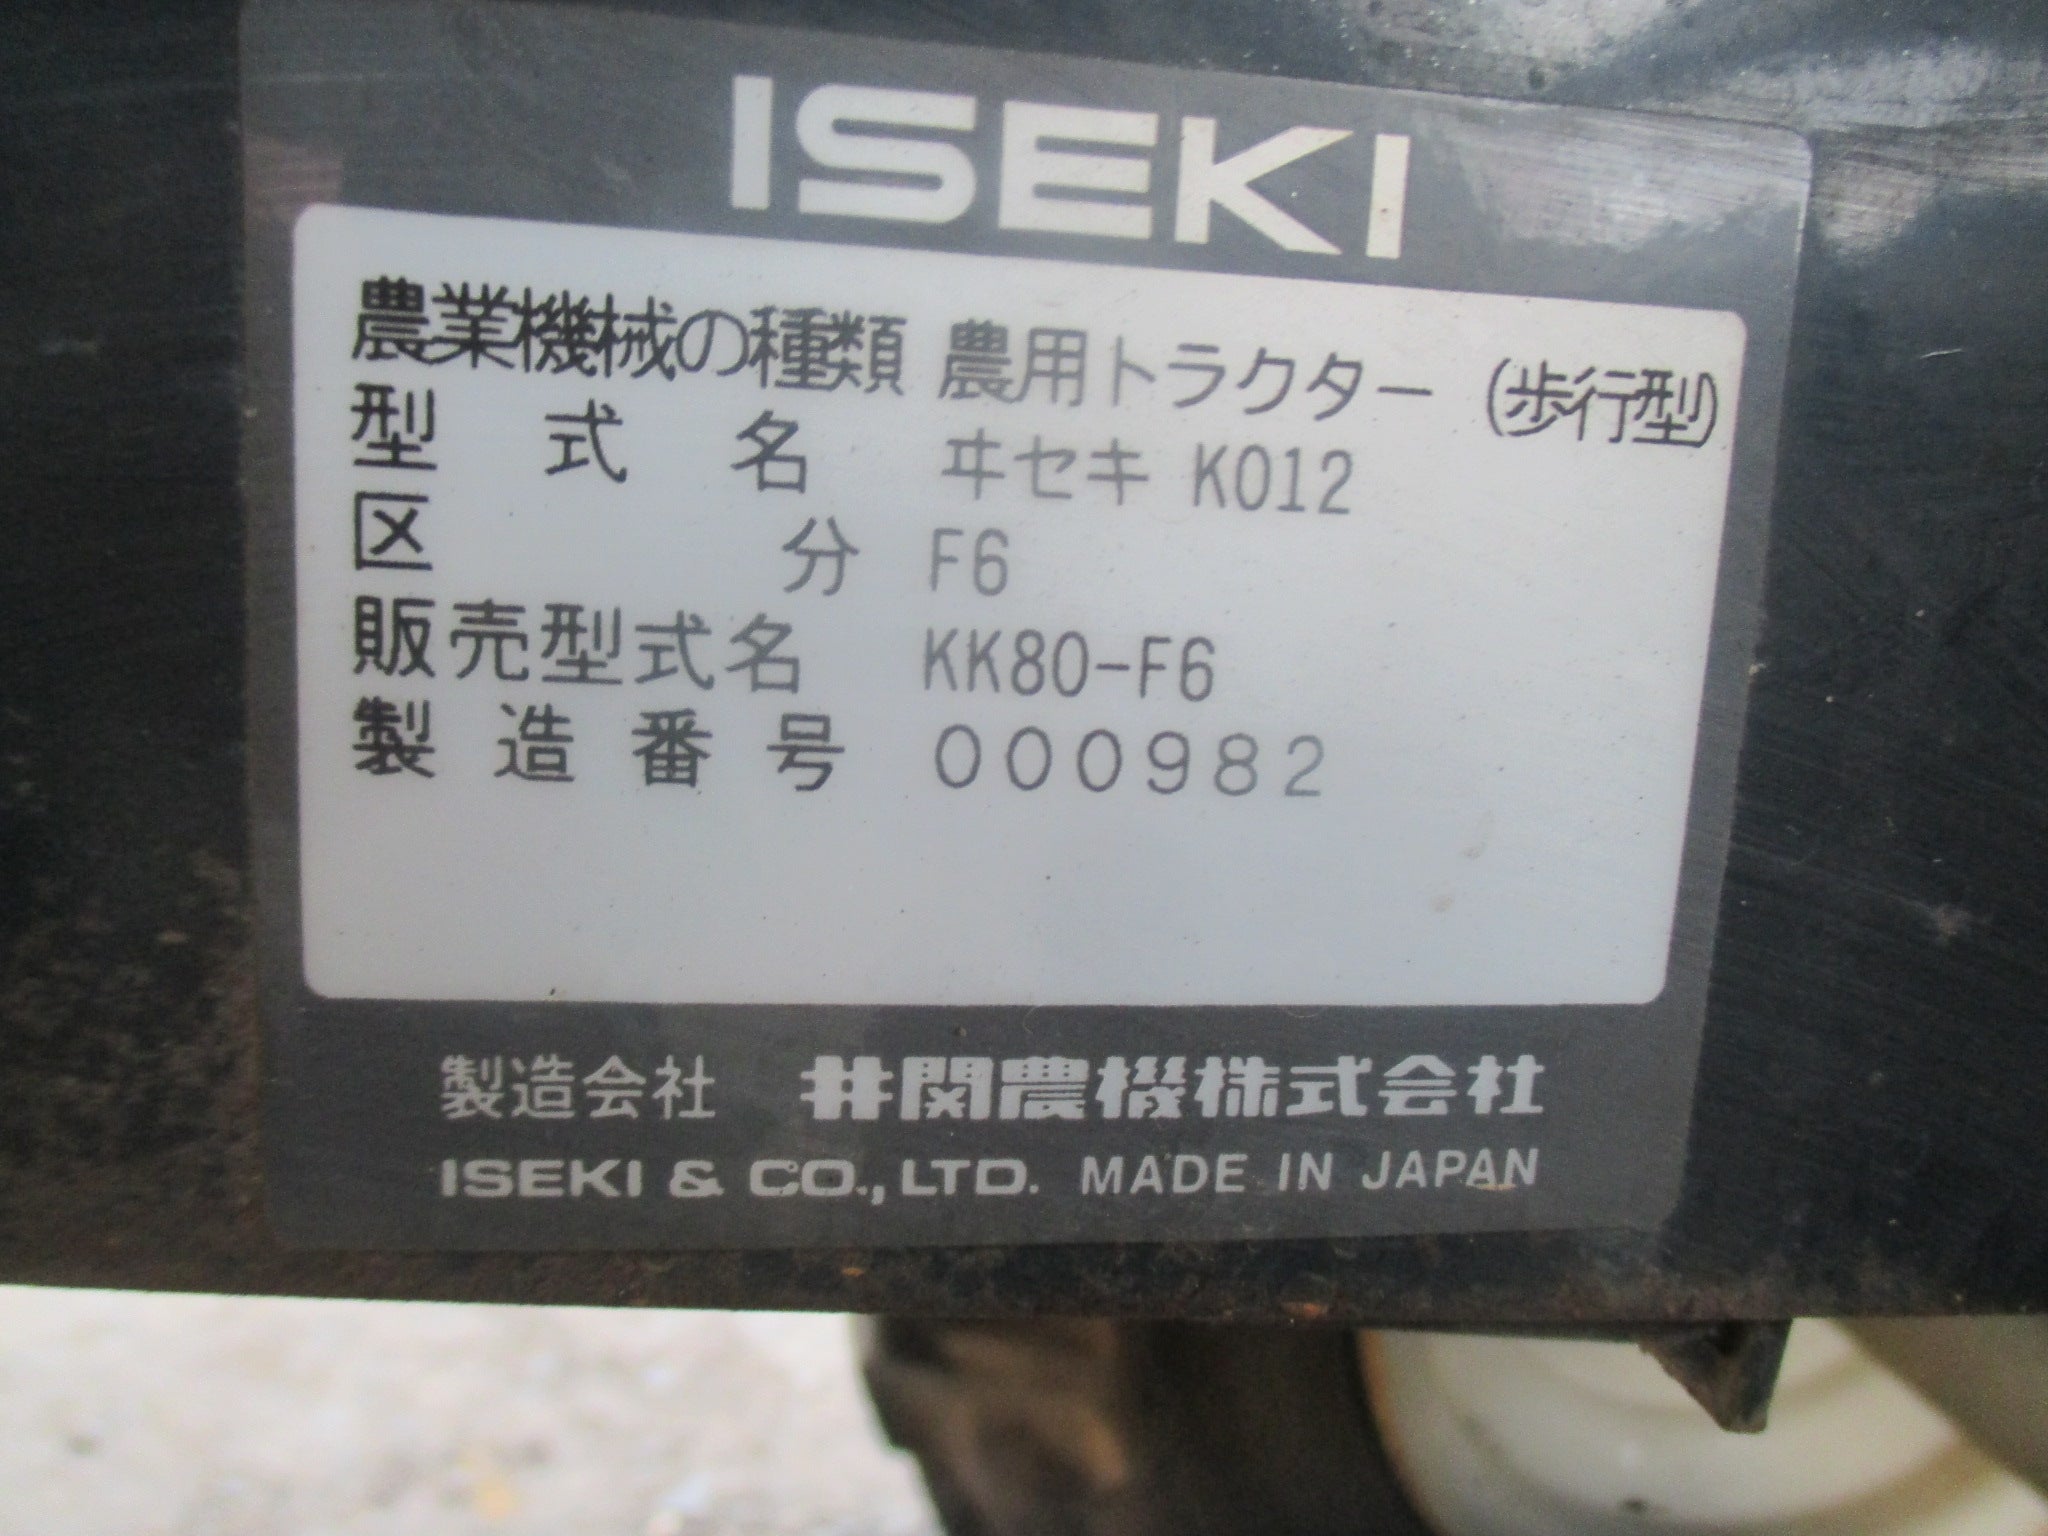 ISEKI
農業機械の種類 農用トラクター (歩行型)
型式名 ヰセキ K012
区分 F6
販売型式名 KK80-F6
製造番号 000982
製造会社 井関農機株式会社
ISEKI & CO., LTD. MADE IN JAPAN